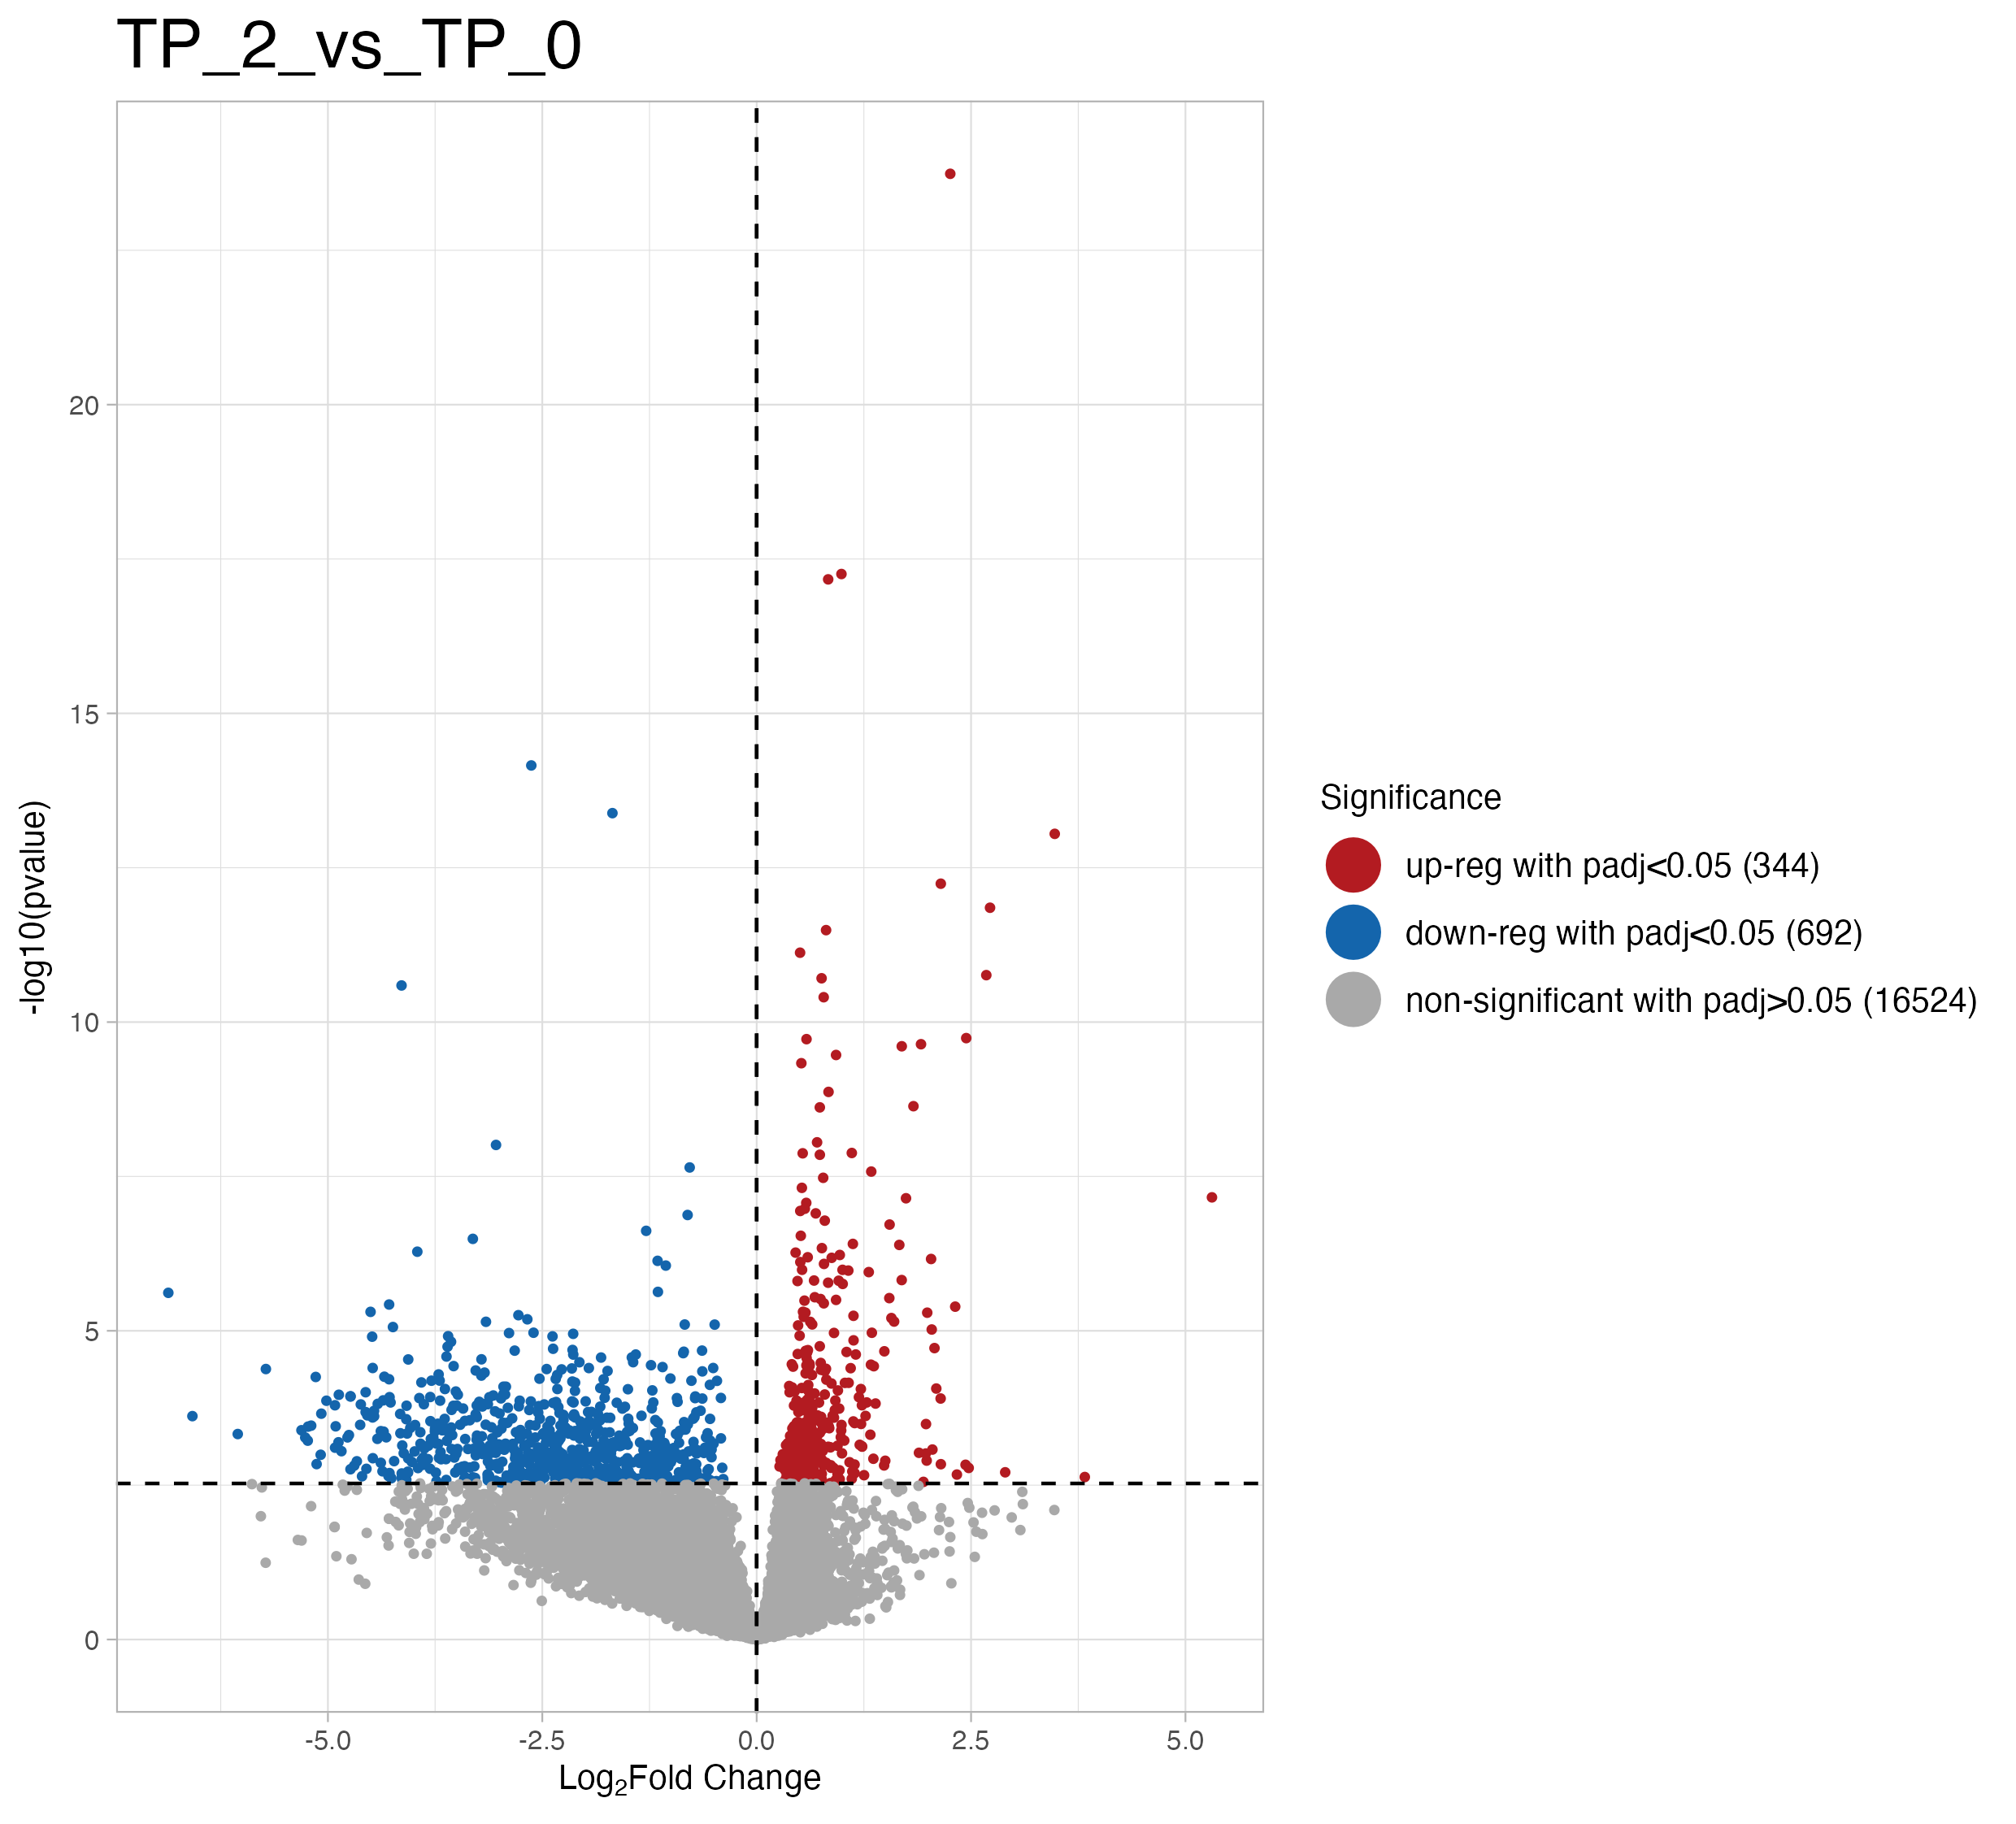 TP_2_vs_TP_0
20
15
10
5
0
-log10(pvalue)
-5.0 -2.5 0.0 2.5 5.0
Log₂Fold Change
Significance
up-reg with padj<0.05 (344)
down-reg with padj<0.05 (692)
non-significant with padj>0.05 (16524)